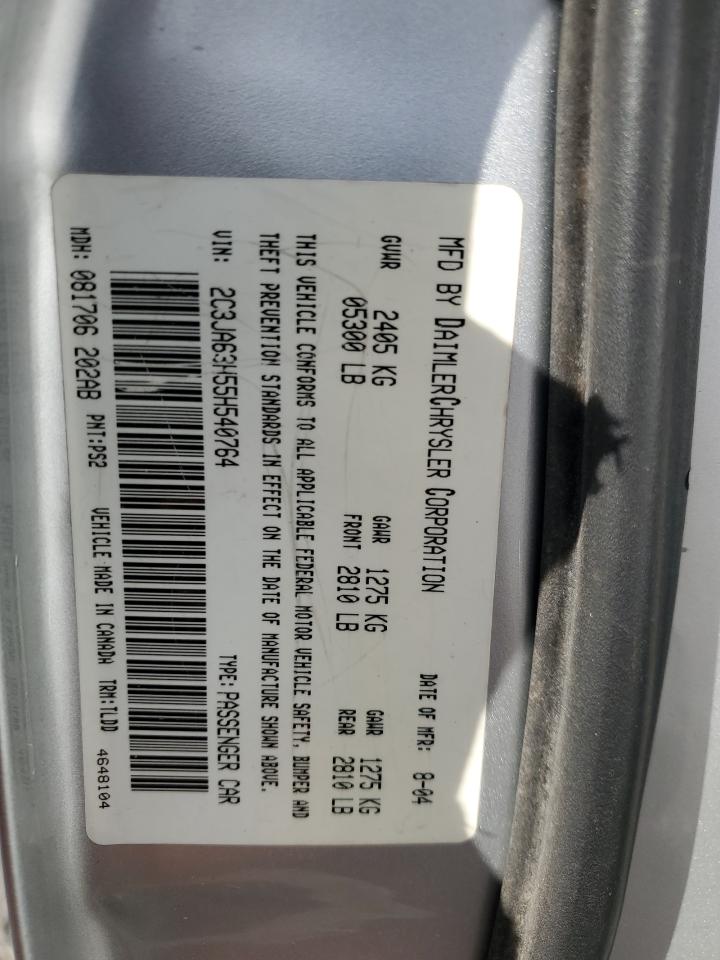 MFD BY DAIMLERCHRYSLER CORPORATION DATE OF MFR: 8-04
GVWR 2405 KG GAWR 1275 KG GAWR 1275 KG
05300 LB FRONT 2810 LB REAR 2810 LB
THIS VEHICLE CONFORMS TO ALL APPLICABLE FEDERAL MOTOR VEHICLE SAFETY, BUMPER AND
THEFT PREVENTION STANDARDS IN EFFECT ON THE DATE OF MANUFACTURE SHOWN ABOVE.
VIN: 2C3JA63H55H540764 TYPE: PASSENGER CAR
MDH: 081706 202AB PNT:PS2 VEHICLE MADE IN CANADA TRM:TLDD 4648104